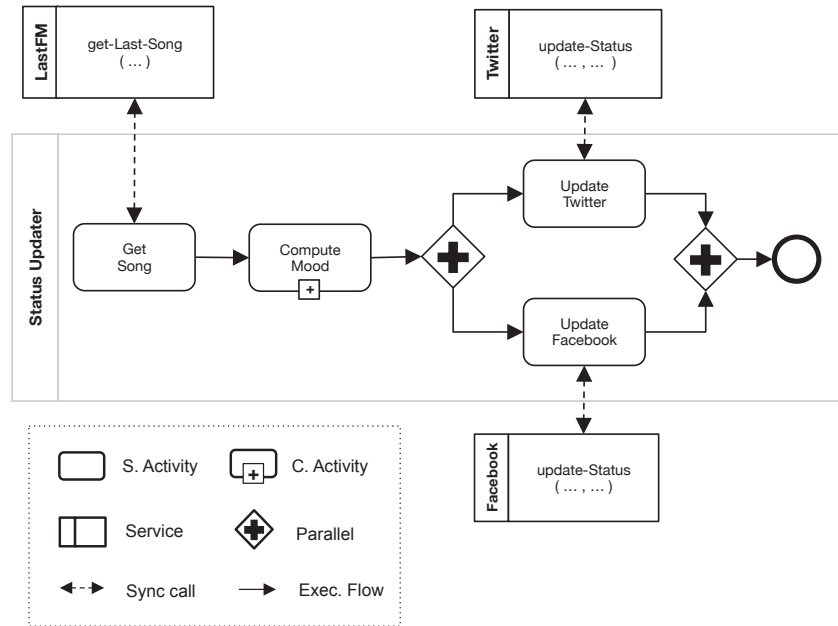 LastFM
get-Last-Song
( ... )
Twitter
update-Status
( ... , ... )
Status Updater
Get
Song
Compute
Mood
+
Update
Twitter
Update
Facebook
Facebook
update-Status
( ... , ... )
S. Activity
+
C. Activity
Service
Parallel
Sync call
Exec. Flow